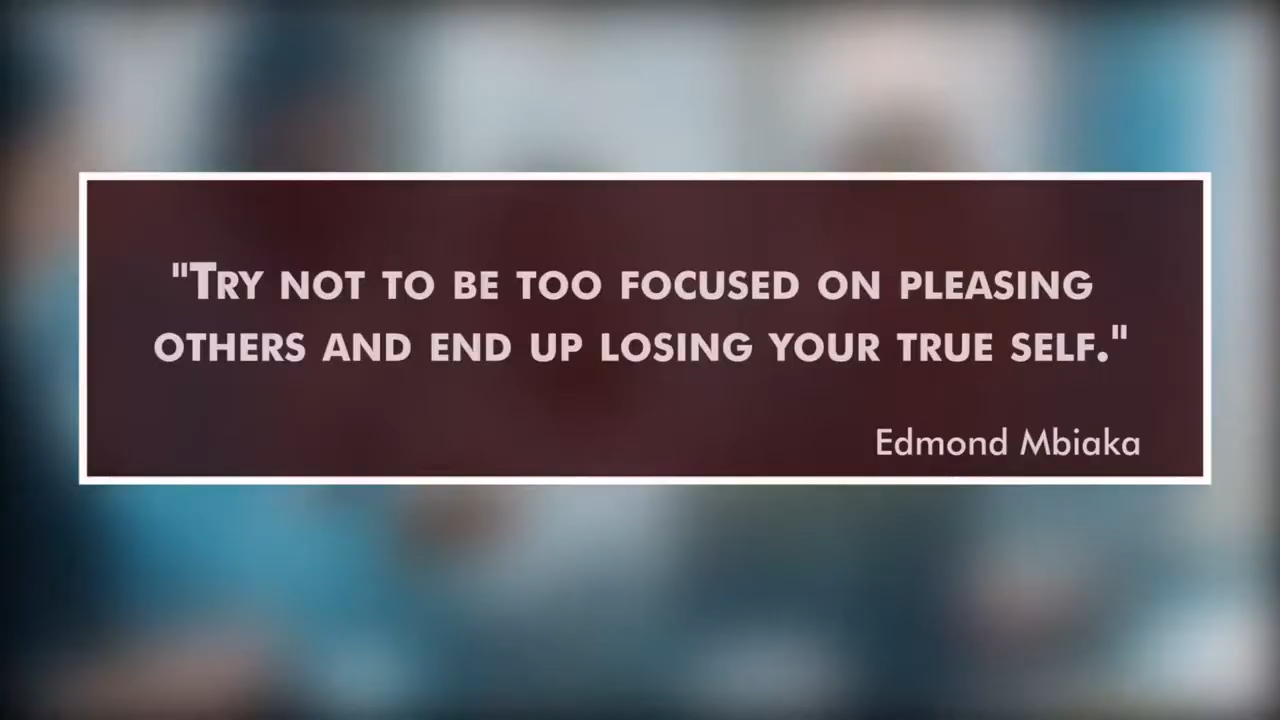 "Try not to be too focused on pleasing
others and end up losing your true self."
Edmond Mbiaka